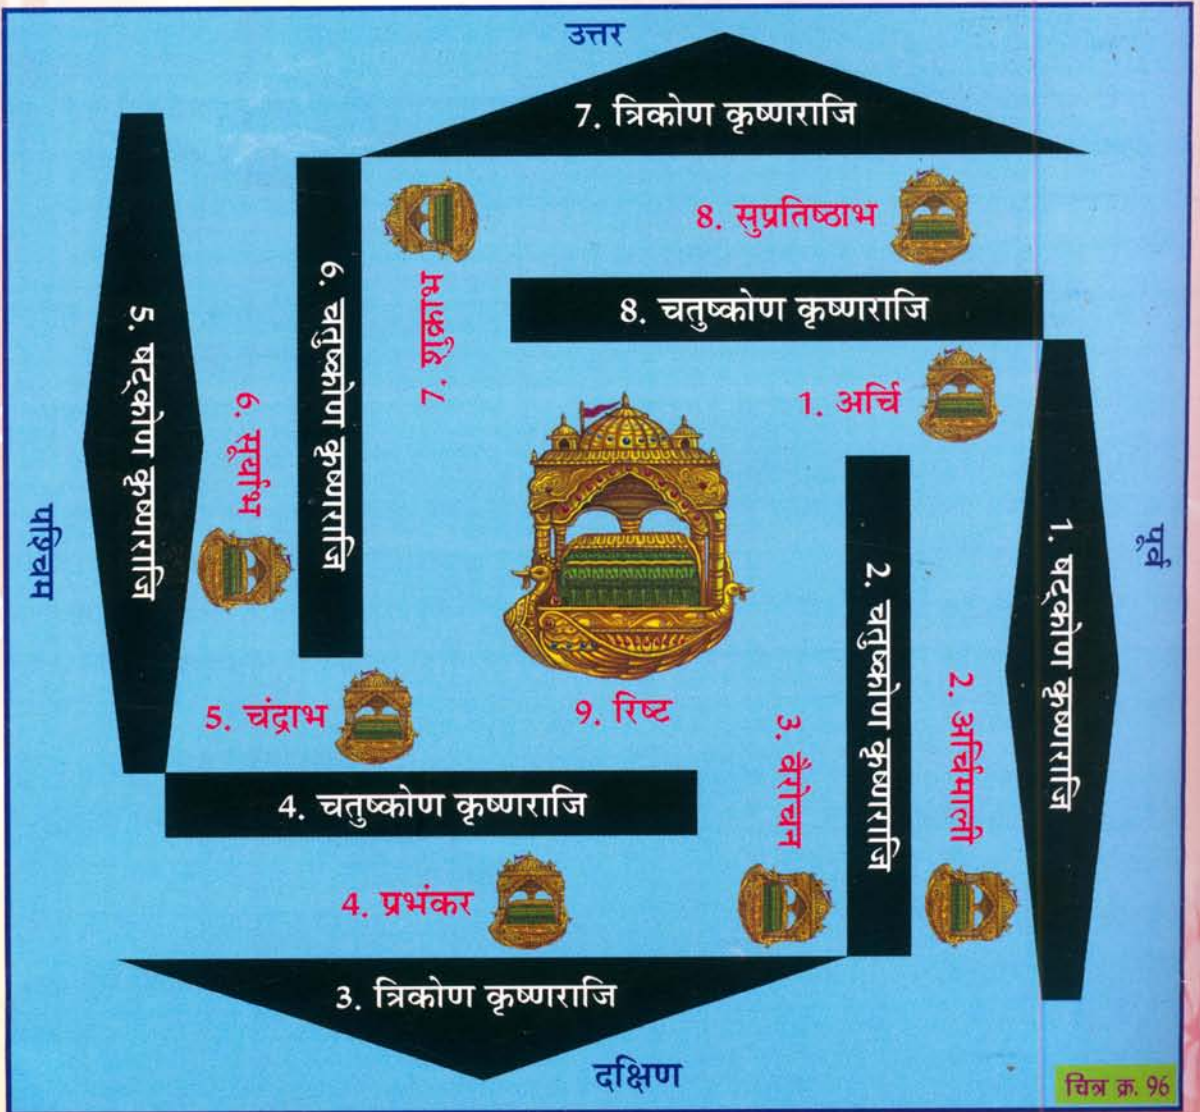 उत्तर
7. त्रिकोण कृष्णराजि
8. सुप्रतिष्ठाभ
8. चतुष्कोण कृष्णराजि
7. शुक्राभ
6. चतुष्कोण कृष्णराजि
5. षट्कोण कृष्णराजि
6. सूर्याभ
पश्चिम
1. अर्चि
1. षट्कोण कृष्णराजि
पूर्व
2. चतुष्कोण कृष्णराजि
2. अर्चिमाली
3. वैरोचन
9. रिष्ट
5. चंद्राभ
4. चतुष्कोण कृष्णराजि
4. प्रभंकर
3. त्रिकोण कृष्णराजि
दक्षिण
चित्र क्र. 96